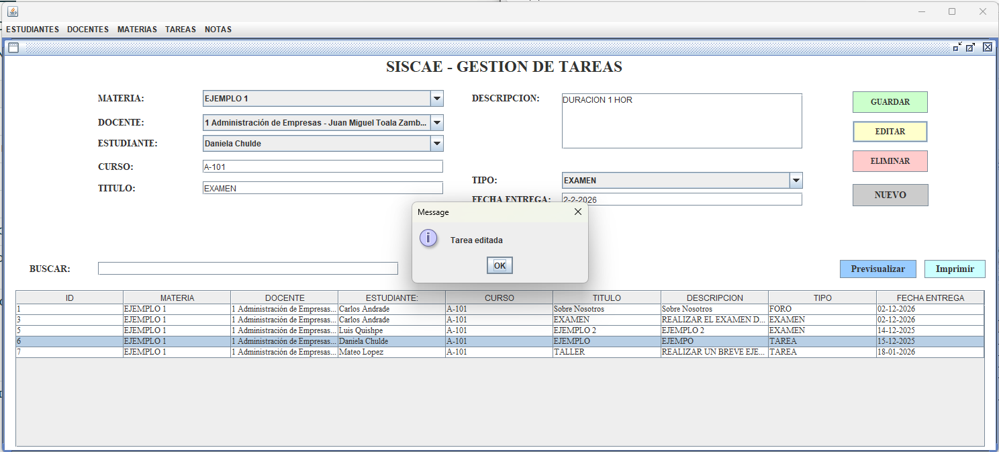 ESTUDIANTES DOCENTES MATERIAS TAREAS NOTAS
SISCAE - GESTION DE TAREAS
MATERIA: EJEMPLO 1
DOCENTE: 1 Administración de Empresas - Juan Miguel Toala Zamb...
ESTUDIANTE: Daniela Chulde
CURSO: A-101
TITULO: EXAMEN
DESCRIPCION: DURACION 1 HOR
TIPO: EXAMEN
FECHA ENTREGA: 2-2-2026
GUARDAR
EDITAR
ELIMINAR
NUEVO
Message
Tarea editada
OK
BUSCAR:
Previsualizar Imprimir
ID MATERIA DOCENTE ESTUDIANTE: CURSO TITULO DESCRIPCION TIPO FECHA ENTREGA
1 EJEMPLO 1 1 Administración de Empresas... Carlos Andrade A-101 Sobre Nosotros Sobre Nosotros FORO 02-12-2026
3 EJEMPLO 1 1 Administración de Empresas... Carlos Andrade A-101 EXAMEN REALIZAR EL EXAMEN D... EXAMEN 02-12-2026
5 EJEMPLO 1 1 Administración de Empresas... Luis Quishpe A-101 EJEMPLO 2 EJEMPLO 2 EXAMEN 14-12-2025
6 EJEMPLO 1 1 Administración de Empresas... Daniela Chulde A-101 EJEMPLO EJEMPO TAREA 15-12-2025
7 EJEMPLO 1 1 Administración de Empresas... Mateo Lopez A-101 TALLER REALIZAR UN BREVE EJE... TAREA 18-01-2026